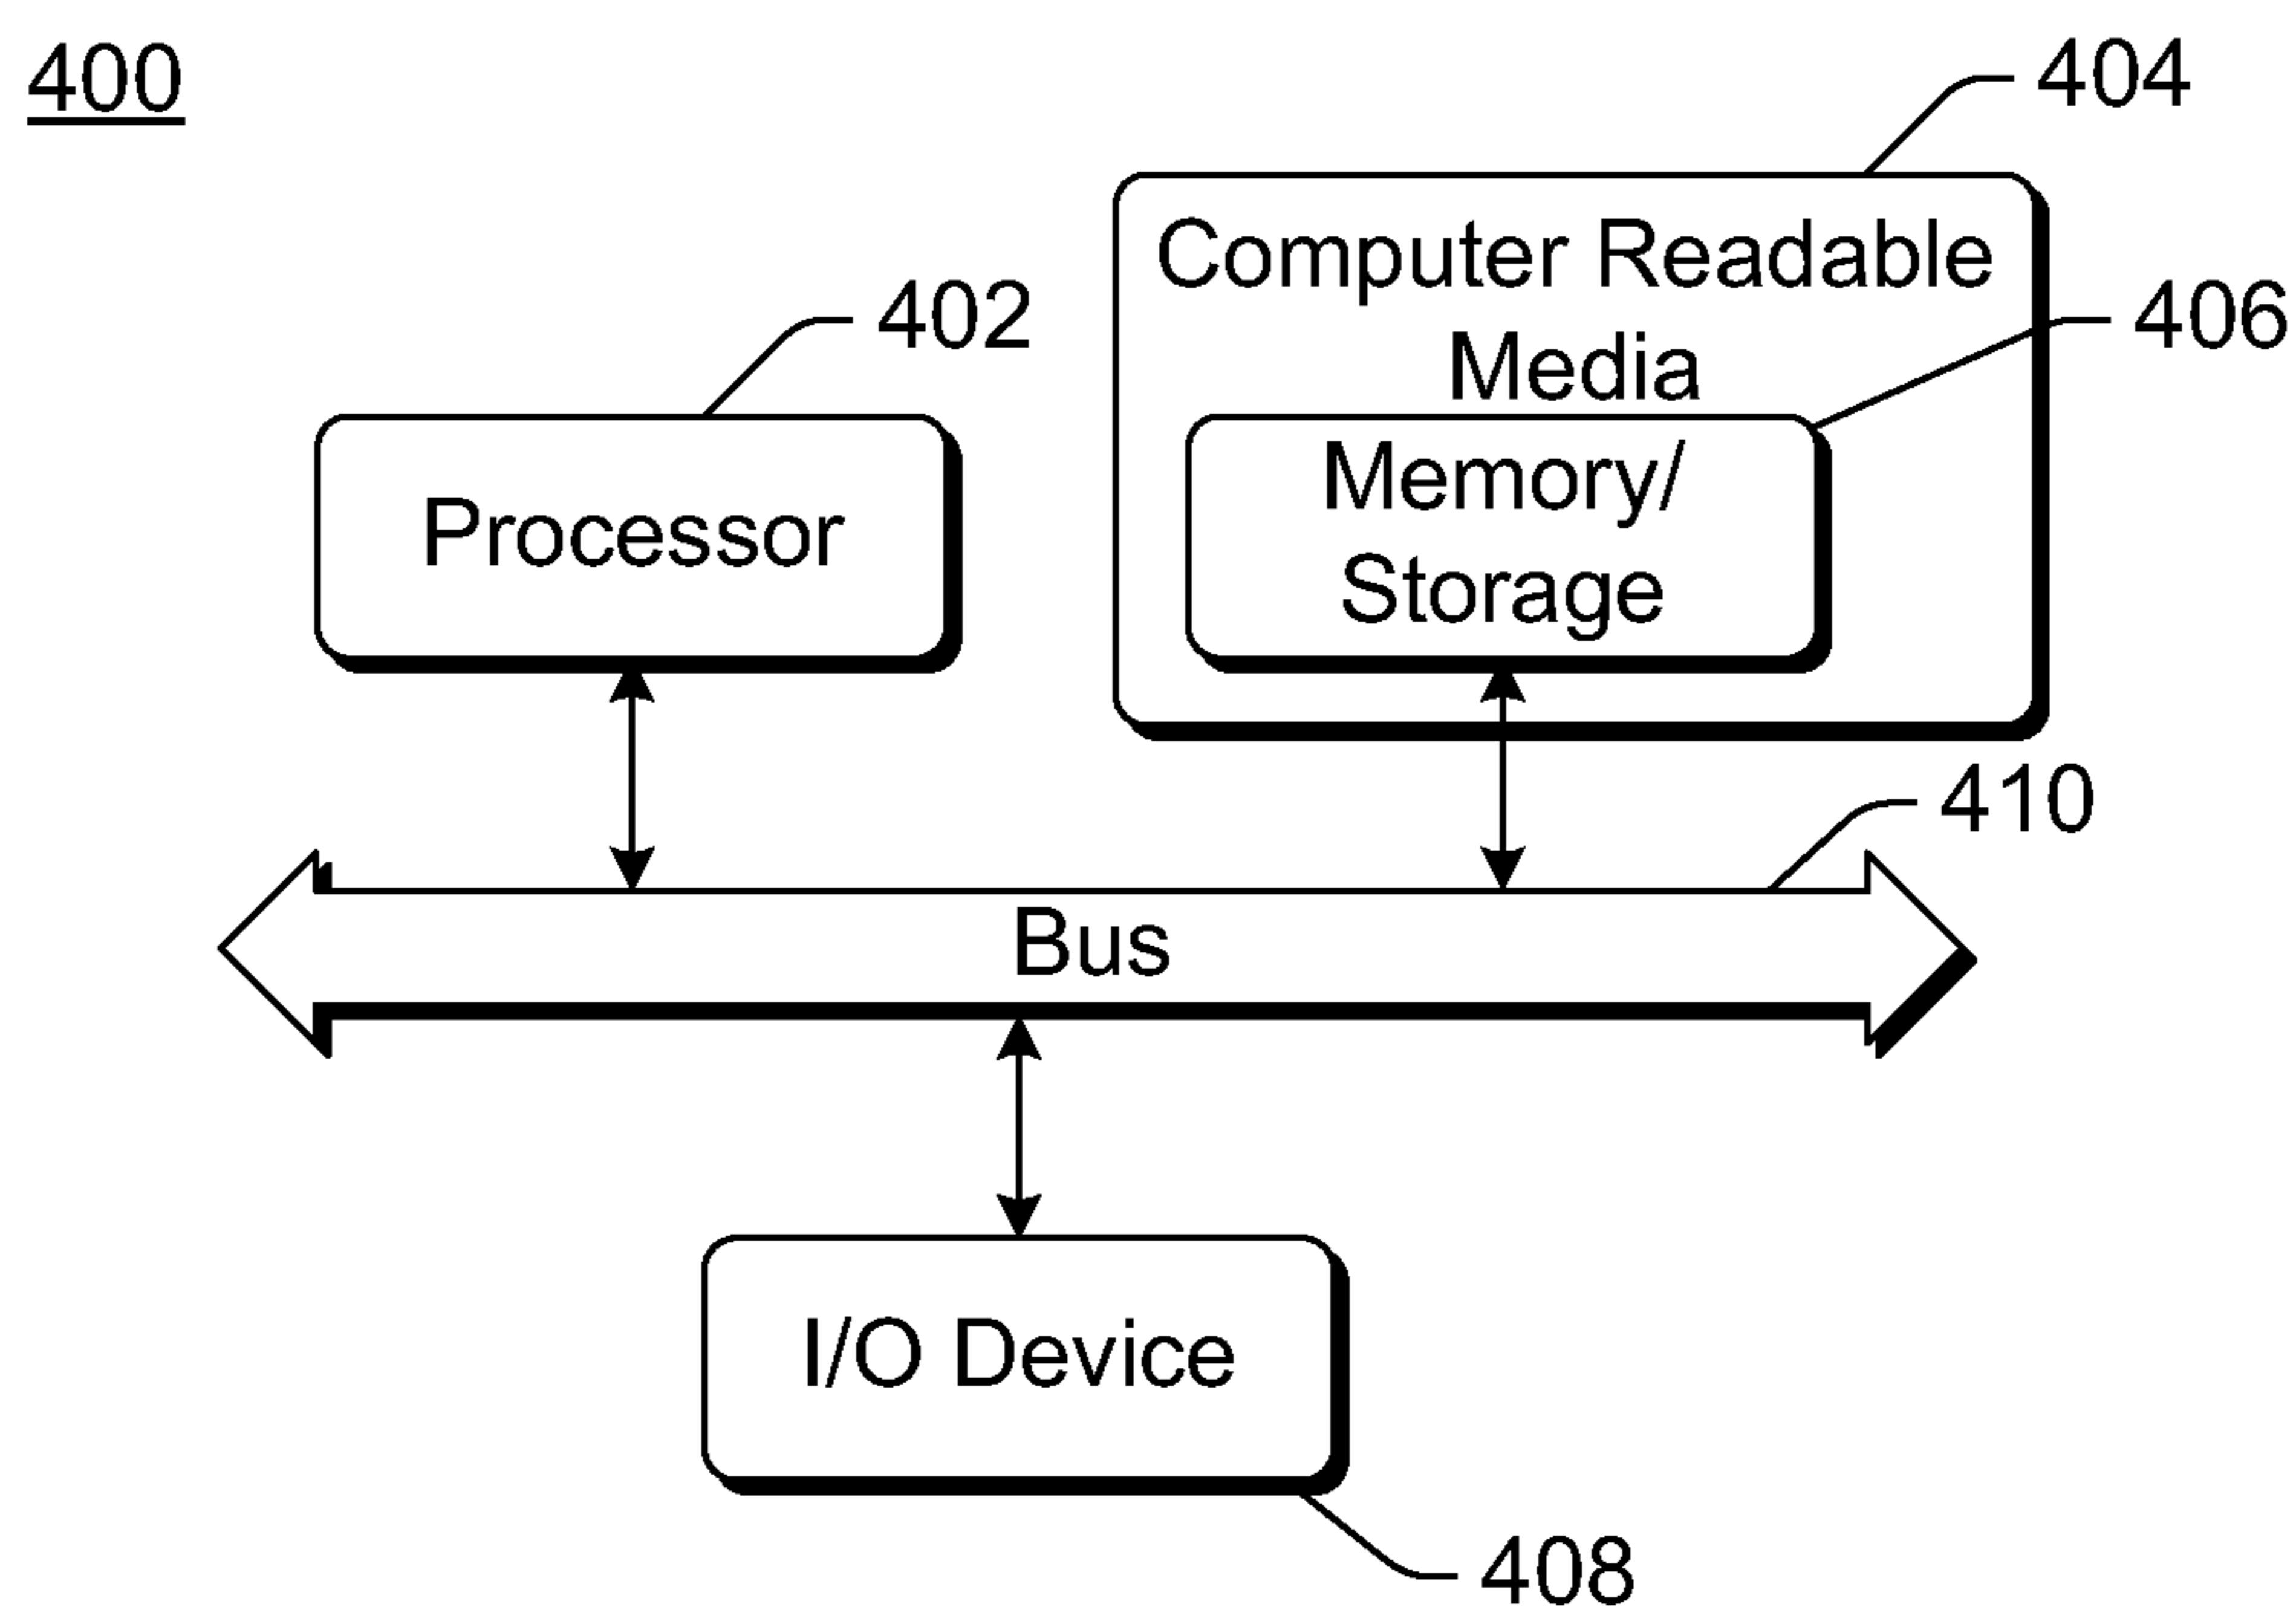 400
404
Computer Readable
Media
402
406
Processor
Memory/
Storage
410
Bus
I/O Device
408